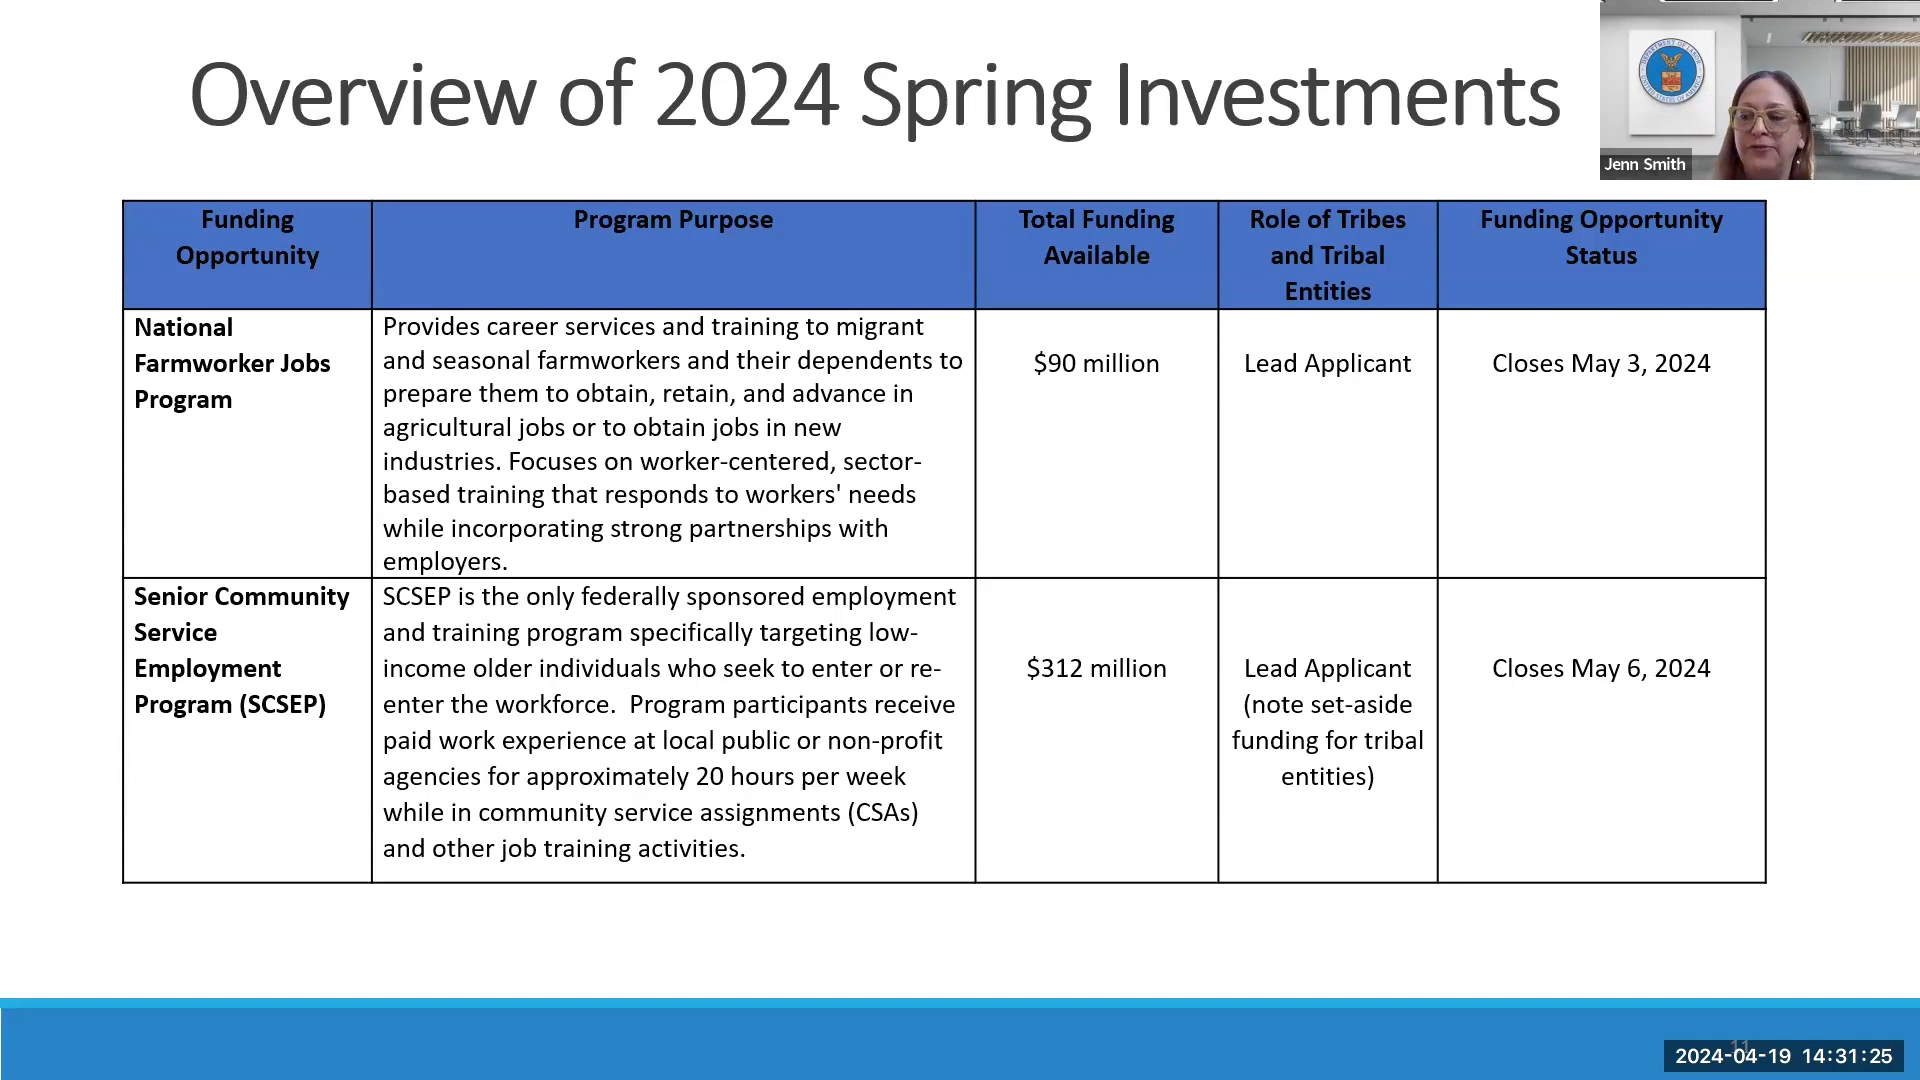 Overview of 2024 Spring Investments
DEPARTMENT OF LABOR
UNITED STATES OF AMERICA
Jenn Smith
Funding
Opportunity
Program Purpose
Total Funding
Available
Role of Tribes
and Tribal
Entities
Funding Opportunity
Status
National
Farmworker Jobs
Program
Provides career services and training to migrant
and seasonal farmworkers and their dependents to
prepare them to obtain, retain, and advance in
agricultural jobs or to obtain jobs in new
industries. Focuses on worker-centered, sector-
based training that responds to workers' needs
while incorporating strong partnerships with
employers.
$90 million
Lead Applicant
Closes May 3, 2024
Senior Community
Service
Employment
Program (SCSEP)
SCSEP is the only federally sponsored employment
and training program specifically targeting low-
income older individuals who seek to enter or re-
enter the workforce.  Program participants receive
paid work experience at local public or non-profit
agencies for approximately 20 hours per week
while in community service assignments (CSAs)
and other job training activities.
$312 million
Lead Applicant
(note set-aside
funding for tribal
entities)
Closes May 6, 2024
11
2024-04-19 14:31:25